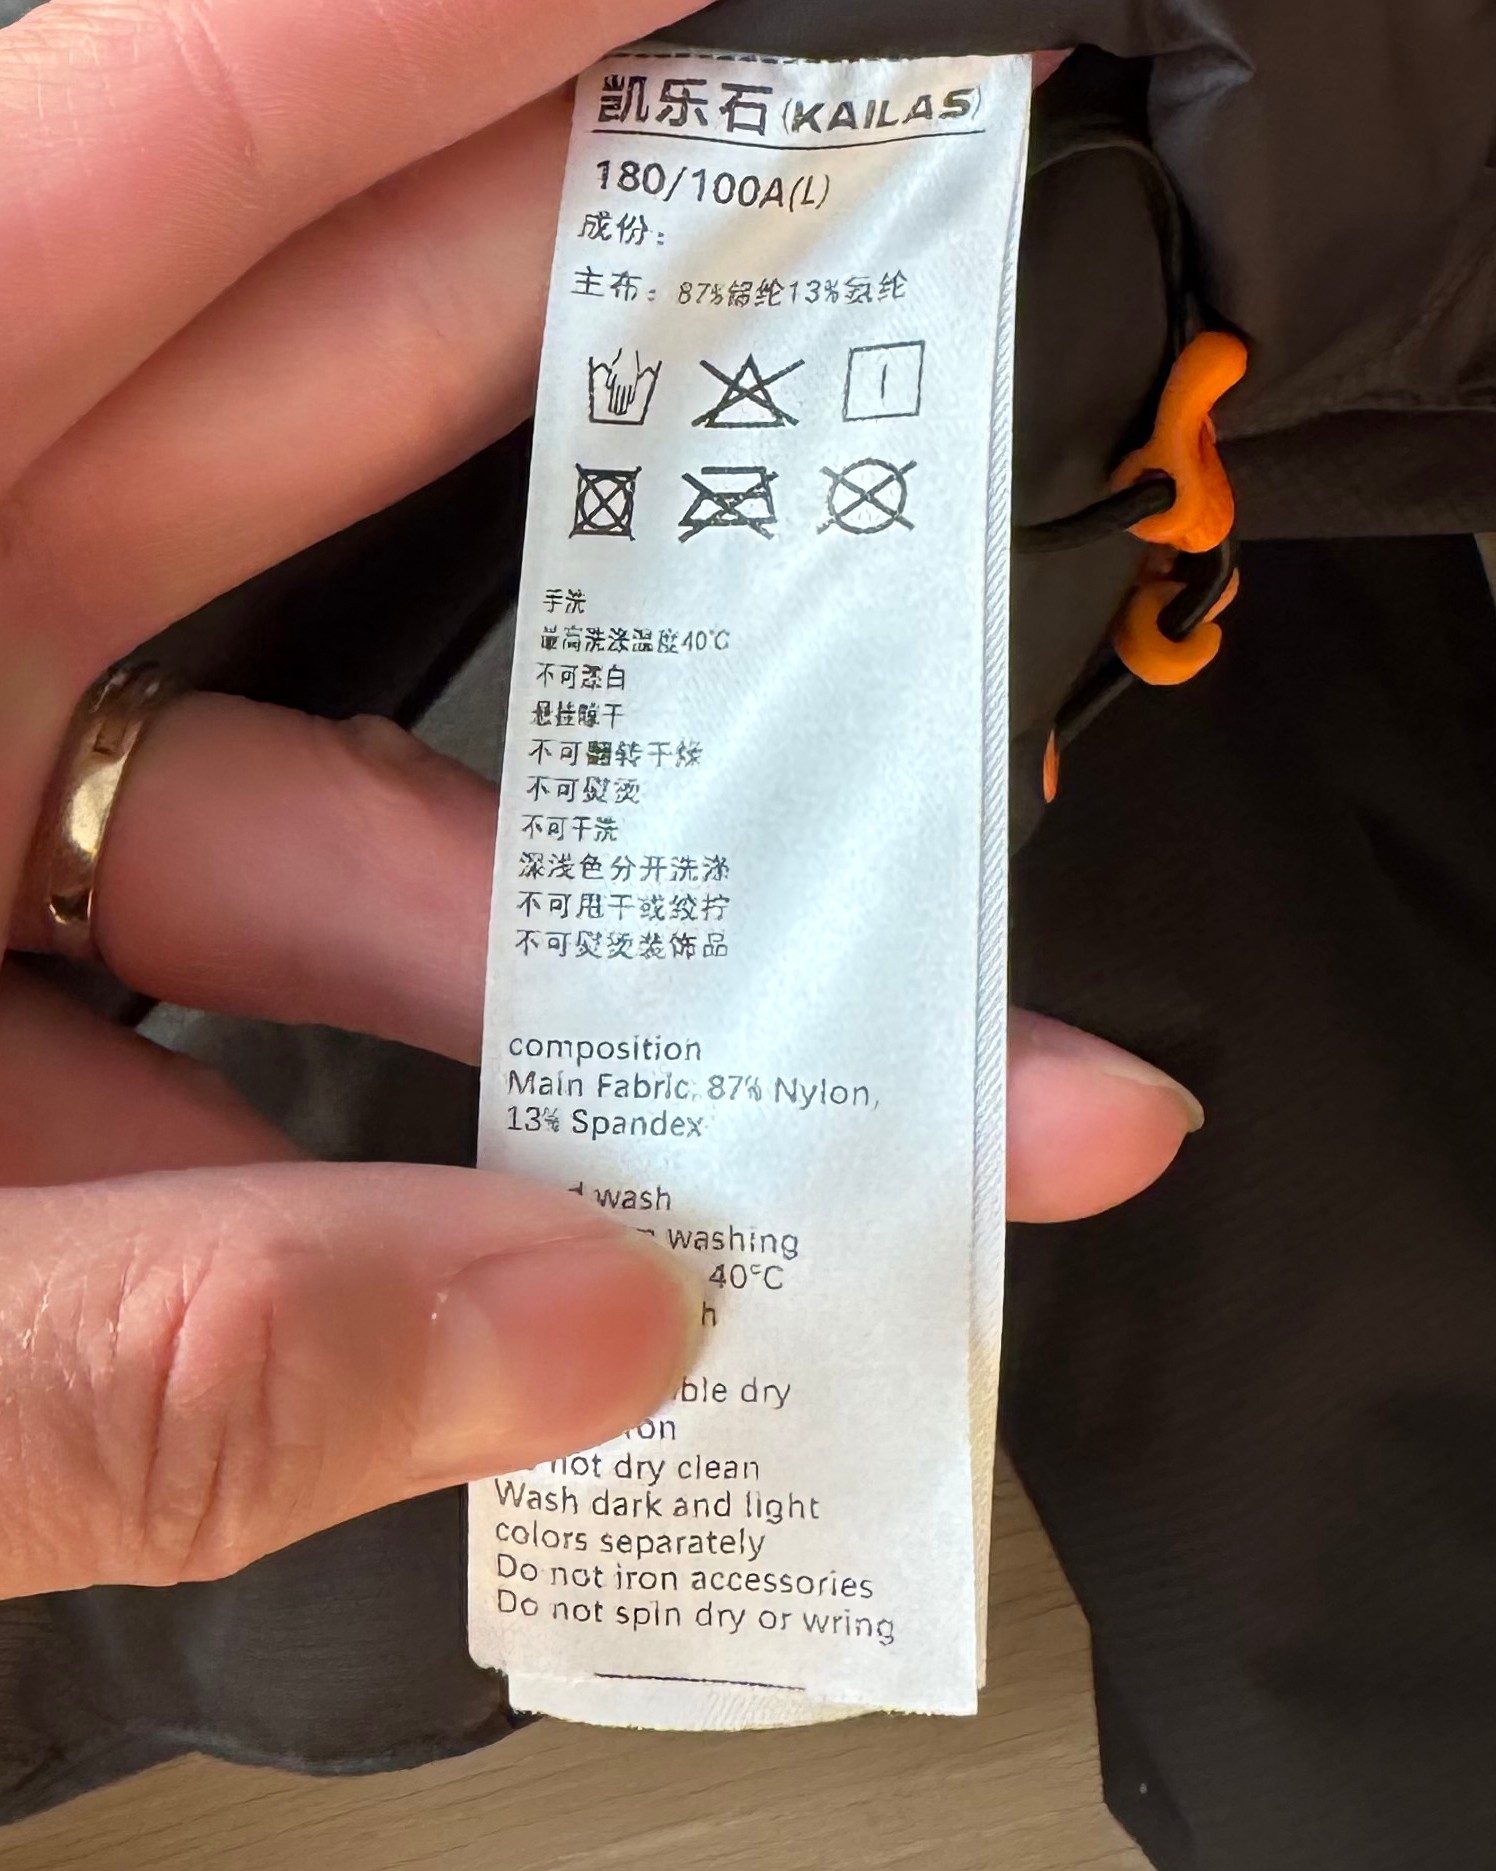 凯乐石(KAILAS)
180/100A(L)
成份:
主布: 87%锦纶13%氨纶
手洗
最高洗涤温度40℃
不可漂白
悬挂晾干
不可翻转干燥
不可熨烫
不可干洗
深浅色分开洗涤
不可甩干或绞拧
不可熨烫装饰品
composition
Main Fabric: 87% Nylon,
13% Spandex
wash
washing
40°C
dry
not dry clean
Wash dark and light
colors separately
Do not iron accessories
Do not spin dry or wring